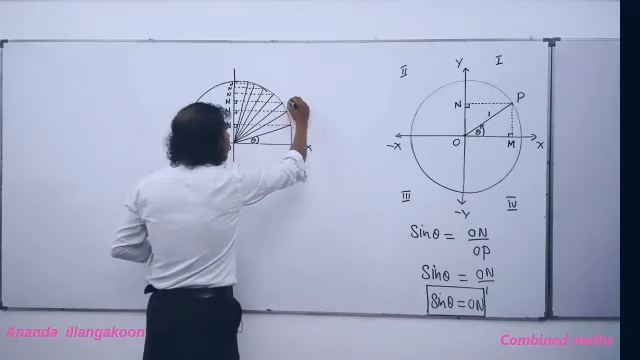 N
N
N
N
N
θ
x
II
Y
I
N
P
1
θ
-X
O
M
X
III
-Y
IV
Sinθ = ON
OP
Sinθ = ON
1
Sinθ = ON
Ananda illangakoon
Combined maths